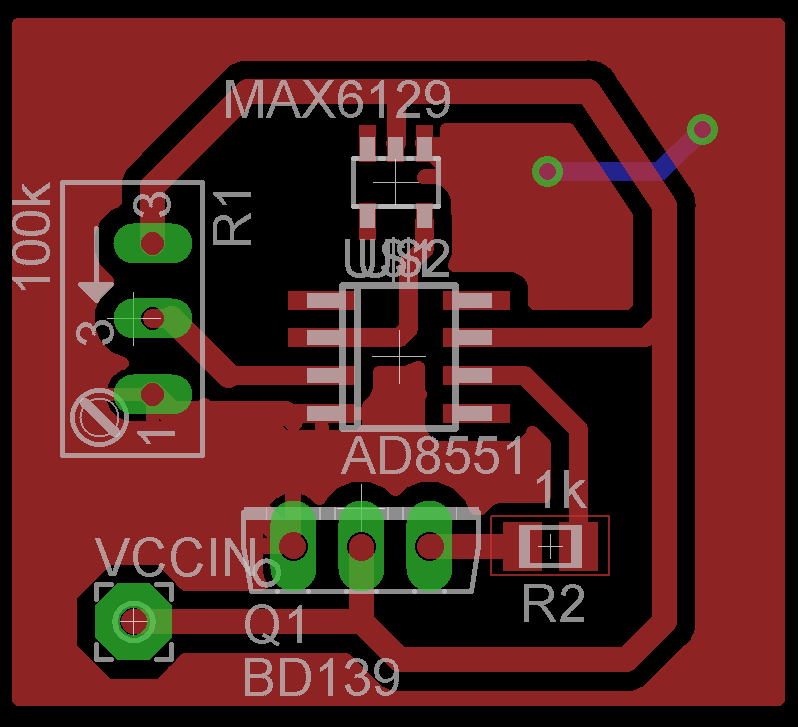 MAX6129
100k
3
R1
3
1
AD8551
1k
VCCIN
R2
Q1
BD139